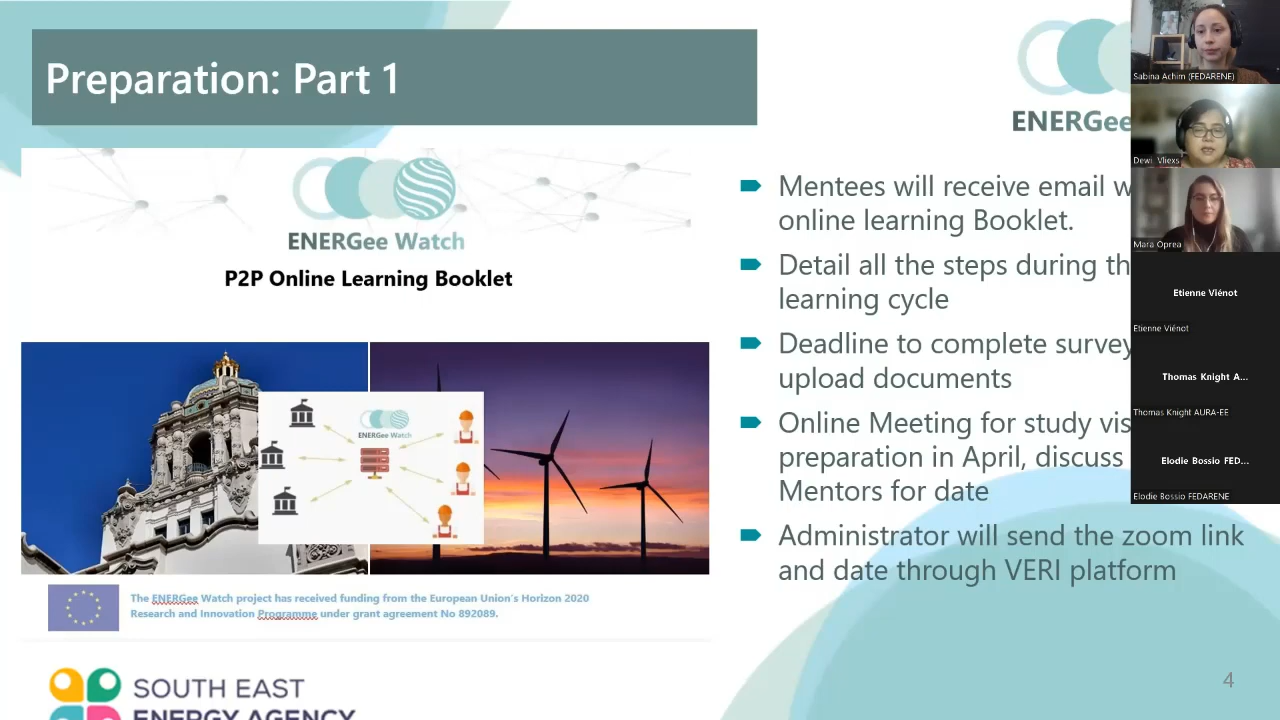 Preparation: Part 1
ENERGee
ENERGee Watch
P2P Online Learning Booklet
ENERGee Watch
The ENERGee Watch project has received funding from the European Union's Horizon 2020
Research and Innovation Programme under grant agreement No 892089.
SOUTH EAST
ENERGY AGENCY
Mentees will receive email
online learning Booklet.
Detail all the steps during
learning cycle
Deadline to complete survey
upload documents
Online Meeting for study
preparation in April, discuss
Mentors for date
Administrator will send the zoom link
and date through VERI platform
4
Sabina Achim (FEDARENE)
Dewi Vliexs
Mara Oprea
Etienne Viénot
Etienne Viénot
Thomas Knight A...
Thomas Knight AURA-EE
Elodie Bossio FED...
Elodie Bossio FEDARENE